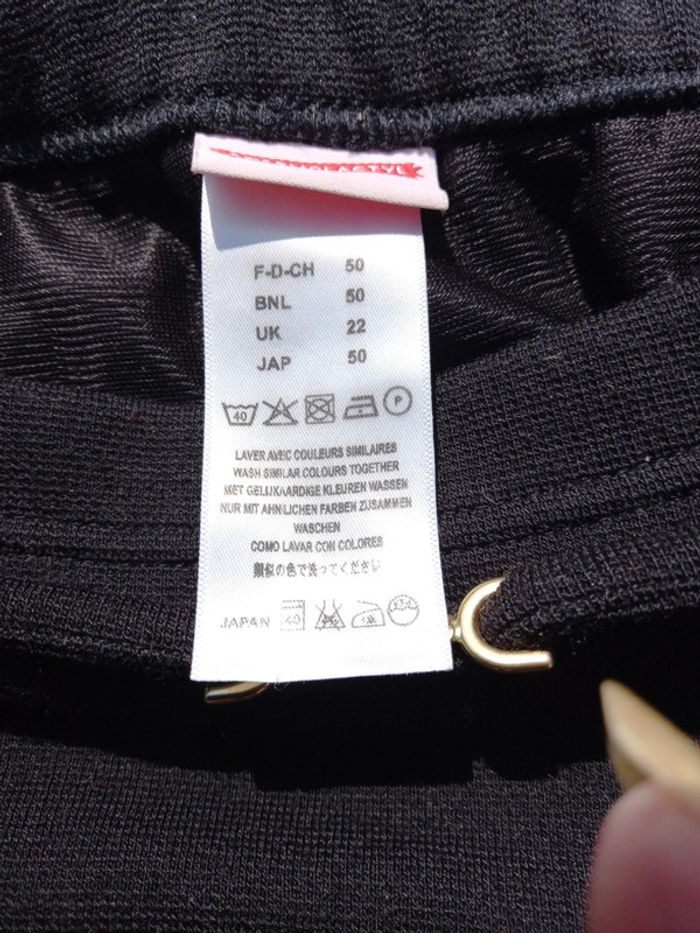 F-D-CH 50
BNL 50
UK 22
JAP 50
40 P
LAVER AVEC COULEURS SIMILAIRES
WASH SIMILAR COLOURS TOGETHER
MET GELIJKAARDIGE KLEUREN WASSEN
NUR MIT AHNLICHEN FARBEN ZUSAMMEN
WASCHEN
COMO LAVAR CON COLORES
類似の色で洗ってください
JAPAN 40